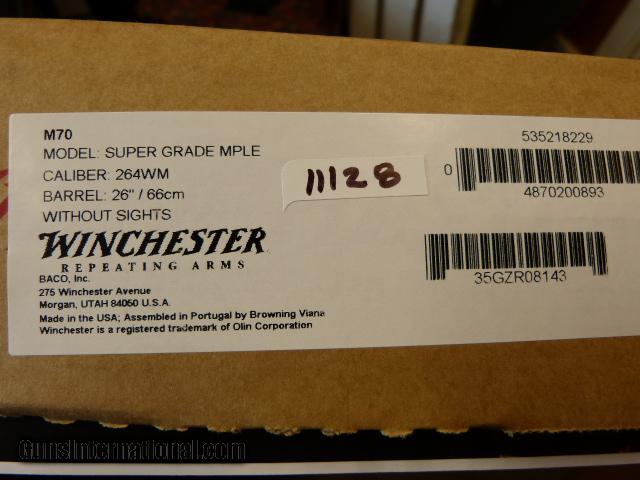 M70
MODEL: SUPER GRADE MPLE
CALIBER: 264WM
BARREL: 26" / 66cm
WITHOUT SIGHTS
WINCHESTER
REPEATING ARMS
BACO, Inc.
275 Winchester Avenue
Morgan, UTAH 84050 U.S.A.
Made in the USA; Assembled in Portugal by Browning Viana
Winchester is a registered trademark of Olin Corporation
11128
535218229
0
4870200893
35GZR08143
GunsInternational.com